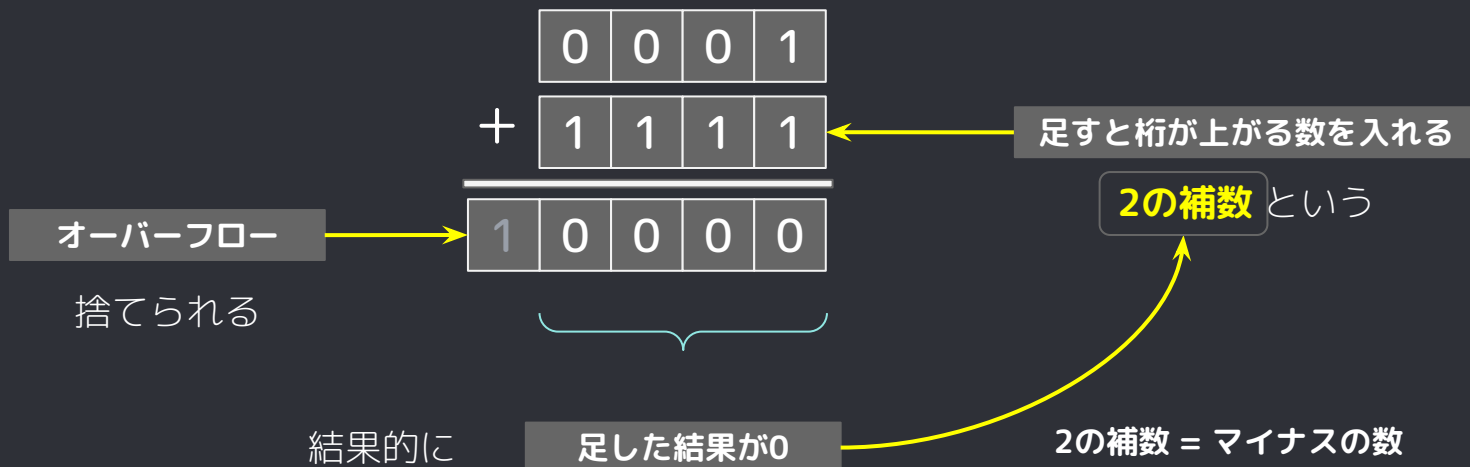 0 0 0 1
+ 1 1 1 1
足すと桁が上がる数を入れる
2の補数という
オーバーフロー
1 0 0 0 0
捨てられる
結果的に 足した結果が0
2の補数 = マイナスの数